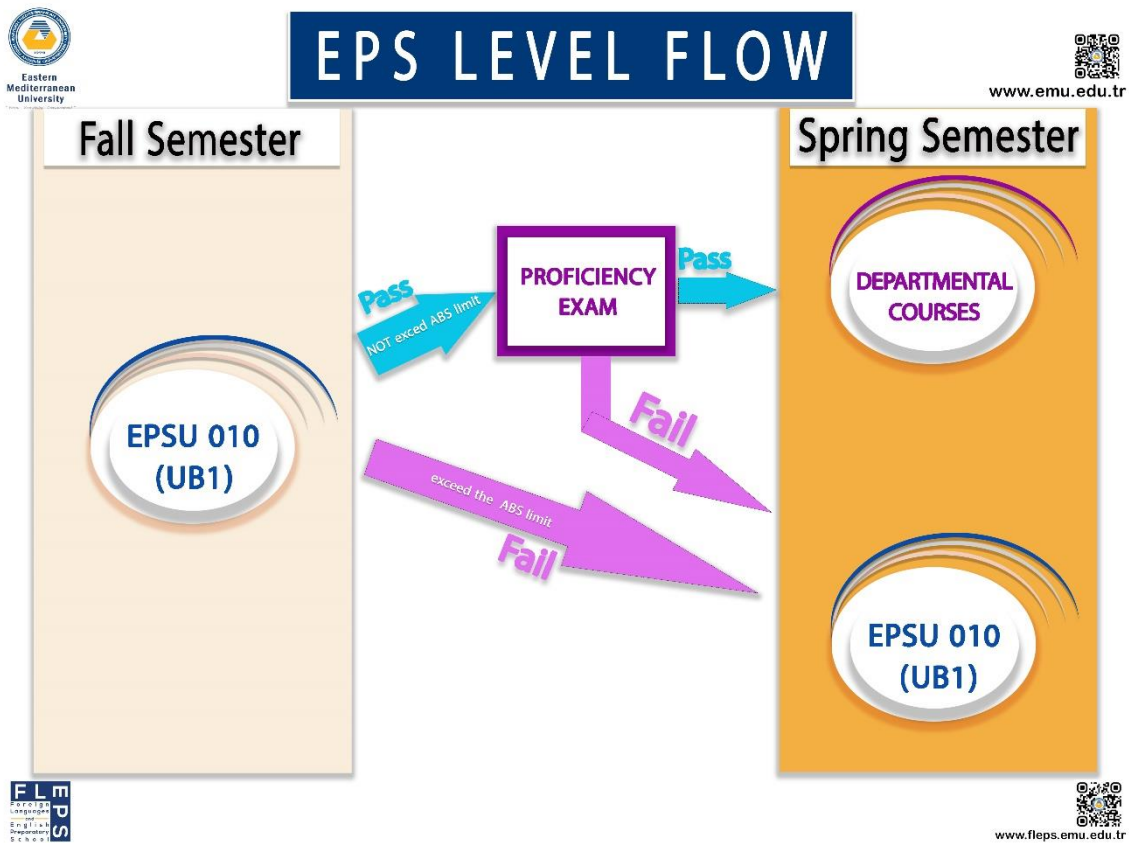 EPS LEVEL FLOW
Eastern
Mediterranean
University
www.emu.edu.tr
Fall Semester
Spring Semester
EPSU 010
(UB1)
Pass
NOT exced ABS limit
PROFICIENCY
EXAM
Pass
DEPARTMENTAL
COURSES
Fail
exceed the ABS limit
Fail
EPSU 010
(UB1)
FLEPS
Foreign
Languages
and
English
Preparatory
School
www.fleps.emu.edu.tr